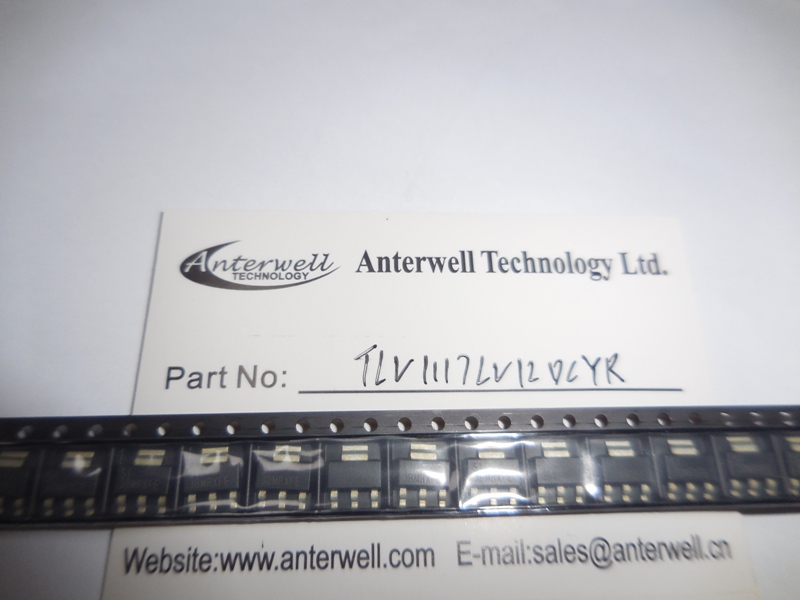 Anterwell
TECHNOLOGY
Anterwell Technology Ltd.
Part No: TLV1117LV12DCYR
Website:www.anterwell.com E-mail:sales@anterwell.cn